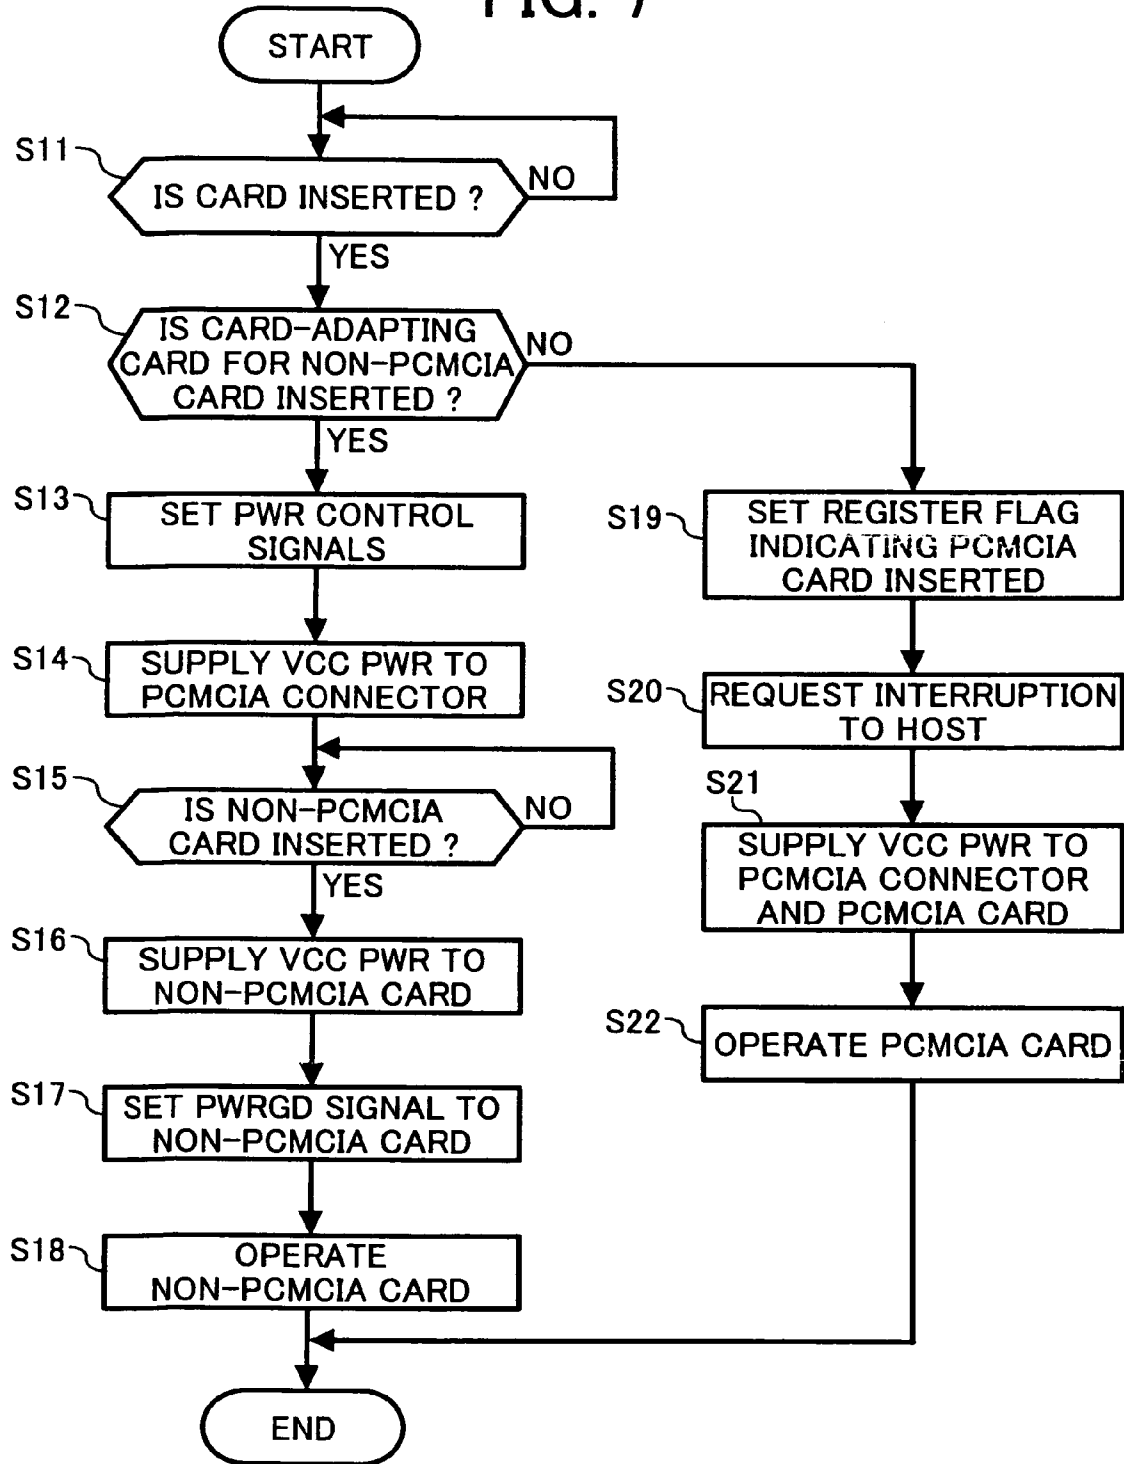 FIG. 7
START
S11
IS CARD INSERTED ?
NO
YES
S12
IS CARD-ADAPTING
CARD FOR NON-PCMCIA
CARD INSERTED ?
NO
YES
S13
SET PWR CONTROL
SIGNALS
S14
SUPPLY VCC PWR TO
PCMCIA CONNECTOR
S15
IS NON-PCMCIA
CARD INSERTED ?
NO
YES
S16
SUPPLY VCC PWR TO
NON-PCMCIA CARD
S17
SET PWRGD SIGNAL TO
NON-PCMCIA CARD
S18
OPERATE
NON-PCMCIA CARD
S19
SET REGISTER FLAG
INDICATING PCMCIA
CARD INSERTED
S20
REQUEST INTERRUPTION
TO HOST
S21
SUPPLY VCC PWR TO
PCMCIA CONNECTOR
AND PCMCIA CARD
S22
OPERATE PCMCIA CARD
END